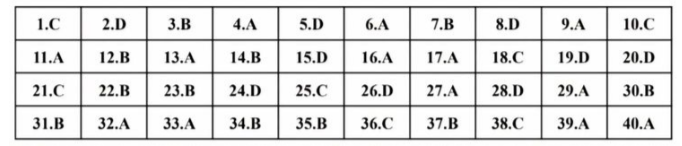 1.C 2.D 3.B 4.A 5.D 6.A 7.B 8.D 9.A 10.C
11.A 12.B 13.A 14.B 15.D 16.A 17.A 18.C 19.D 20.D
21.C 22.B 23.B 24.D 25.C 26.D 27.A 28.D 29.A 30.B
31.B 32.A 33.A 34.B 35.B 36.C 37.B 38.C 39.A 40.A